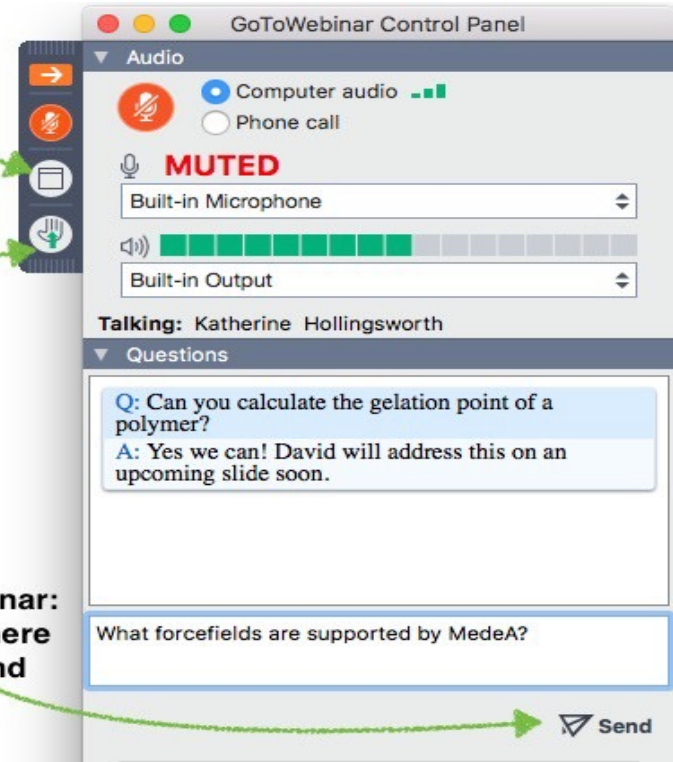 GoToWebinar Control Panel
Audio
Computer audio
Phone call
MUTED
Built-in Microphone
Built-in Output
Talking: Katherine Hollingsworth
Questions
Q: Can you calculate the gelation point of a
polymer?
A: Yes we can! David will address this on an
upcoming slide soon.
nar:
What forcefields are supported by MedeA?
Send